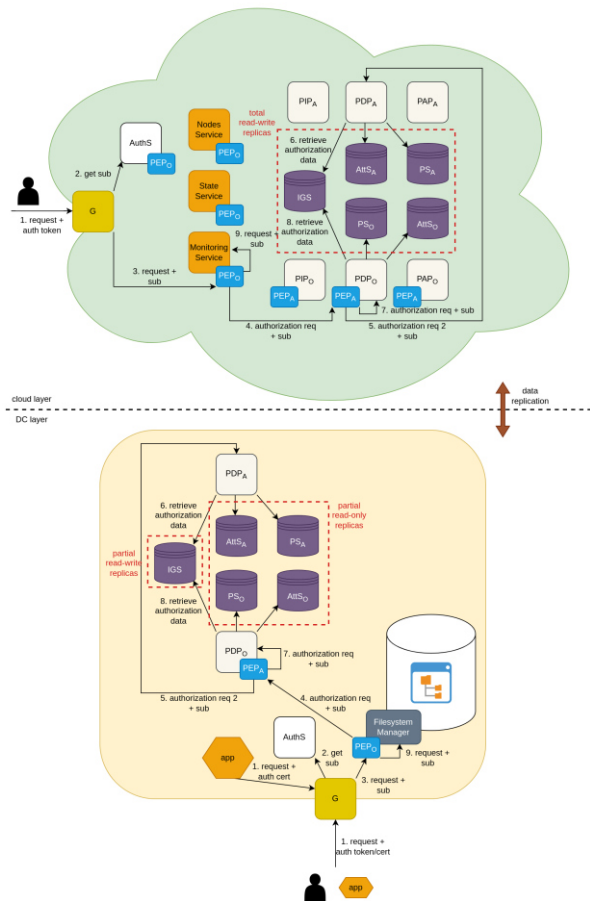 PIP_A
PDP_A
PAP_A
total
read-write
replicas
Nodes
Service
PEP_O
AuthS
PEP_O
2. get sub
6. retrieve
authorization
data
AttS_A
PS_A
IGS
State
Service
PEP_O
G
1. request +
auth token
8. retrieve
authorization
data
PS_O
AttS_O
9. request +
sub
Monitoring
Service
PEP_O
3. request +
sub
PIP_O
PEP_A
PDP_O
PEP_A
PAP_O
PEP_A
7. authorization req + sub
4. authorization req
+ sub
5. authorization req 2
+ sub
cloud layer
DC layer
data
replication
PDP_A
6. retrieve
authorization
data
partial
read-only
replicas
AttS_A
PS_A
partial
read-write
replicas
IGS
PS_O
AttS_O
8. retrieve
authorization
data
PDP_O
PEP_A
7. authorization req
+ sub
5. authorization req 2
+ sub
4. authorization req
+ sub
Filesystem
Manager
PEP_O
AuthS
2. get
sub
9. request + sub
app
1. request +
auth cert
3. request +
sub
G
1. request +
auth token/cert
app